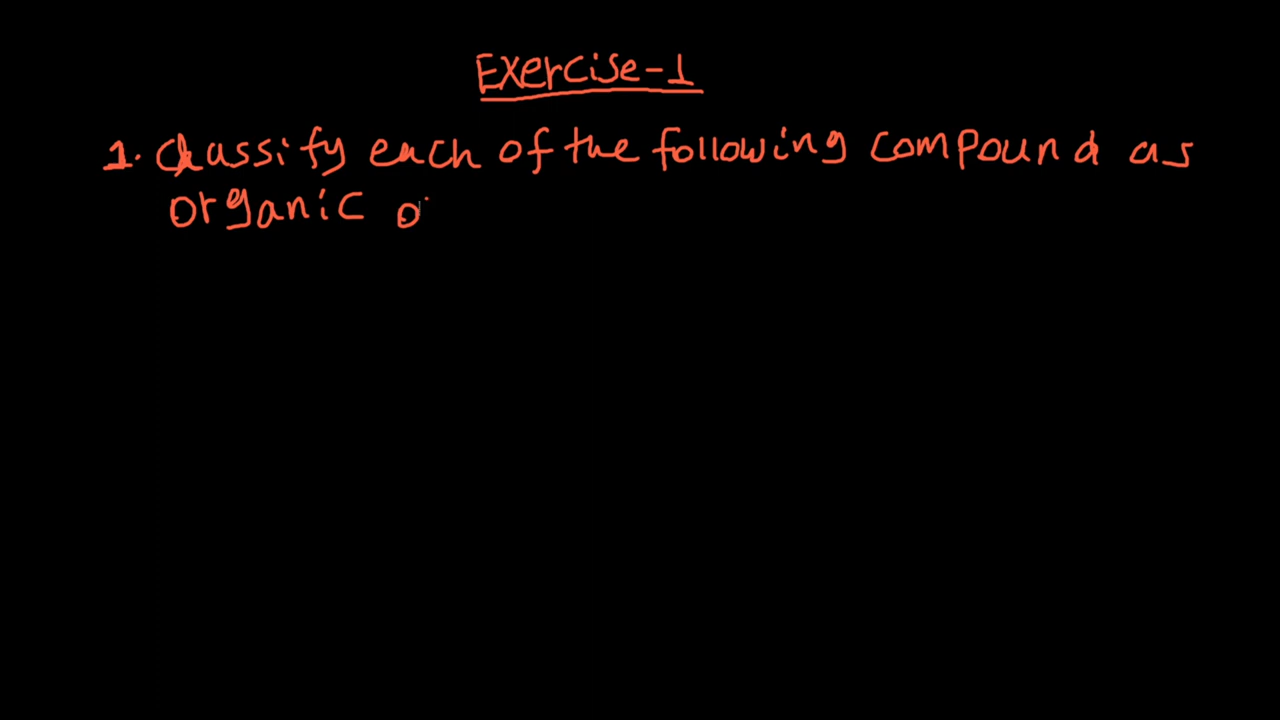 Exercise-1
1. Classify each of the following compound as
organic o